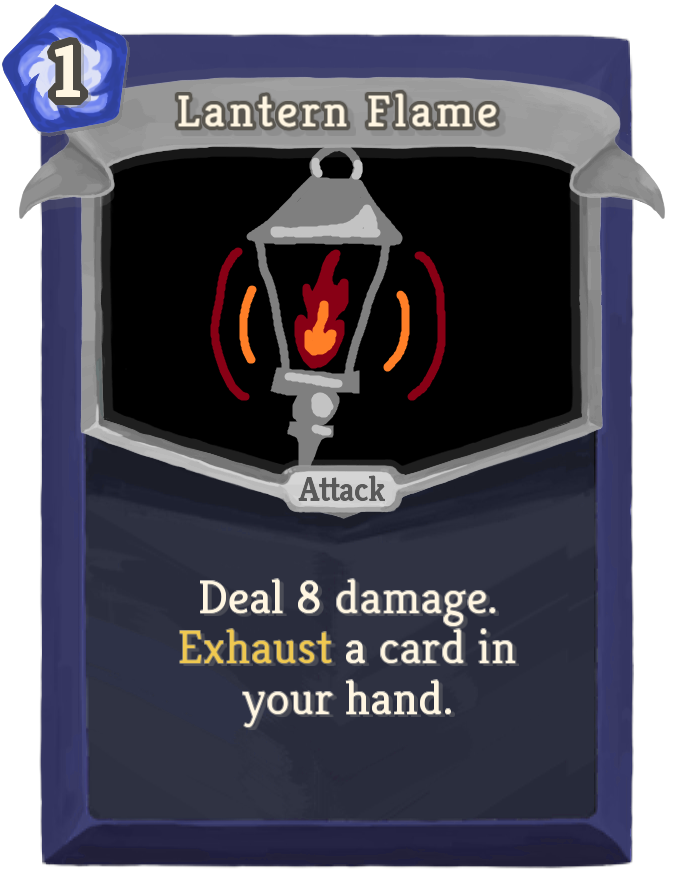 1
Lantern Flame
Attack
Deal 8 damage.
Exhaust a card in
your hand.